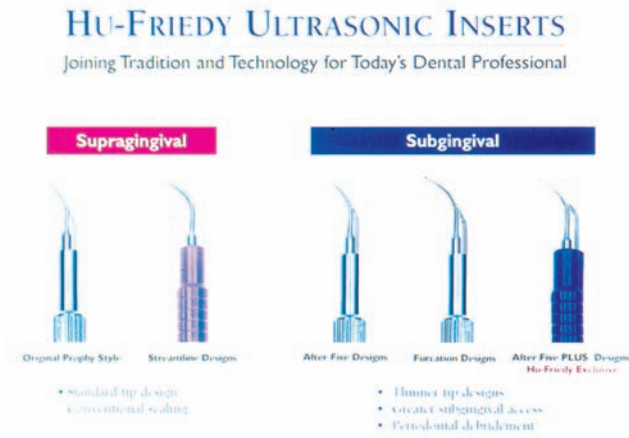 HU-FRIEDY ULTRASONIC INSERTS
Joining Tradition and Technology for Today's Dental Professional
Supragingival
Subgingival
Original Prophy Style
Streamline Designs
After Five Designs
Furcation Designs
After Five PLUS Designs
Hu-Friedy Exclusive
• Standard tip design
Conventional scaling
• Thinner tip designs
• Greater subgingival access
• Periodontal debridement